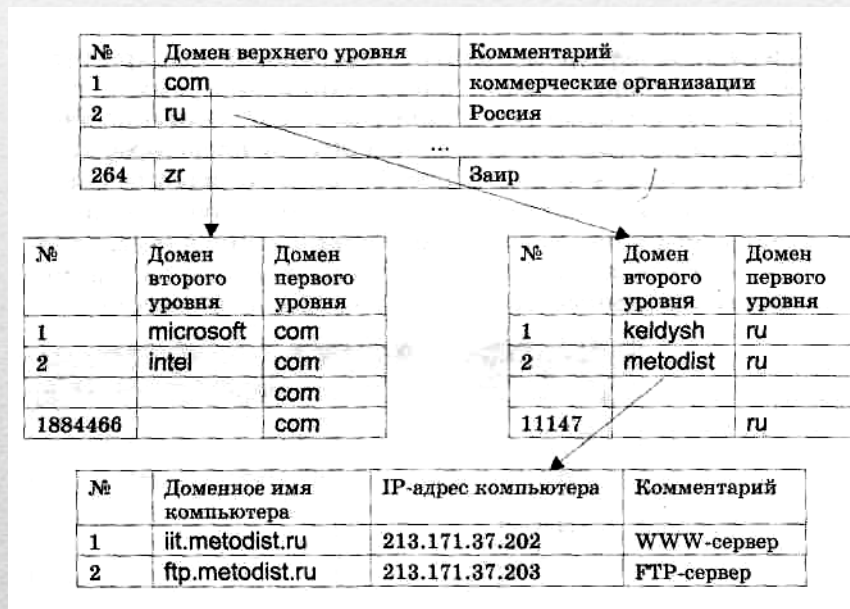 № Домен верхнего уровня Комментарий
1 com коммерческие организации
2 ru Россия
...
264 zr Заир
№ Домен второго уровня Домен первого уровня
1 microsoft com
2 intel com
com
1884466 com
№ Домен второго уровня Домен первого уровня
1 keldysh ru
2 metodist ru
11147 ru
№ Доменное имя компьютера IP-адрес компьютера Комментарий
1 iit.metodist.ru 213.171.37.202 WWW-сервер
2 ftp.metodist.ru 213.171.37.203 FTP-сервер